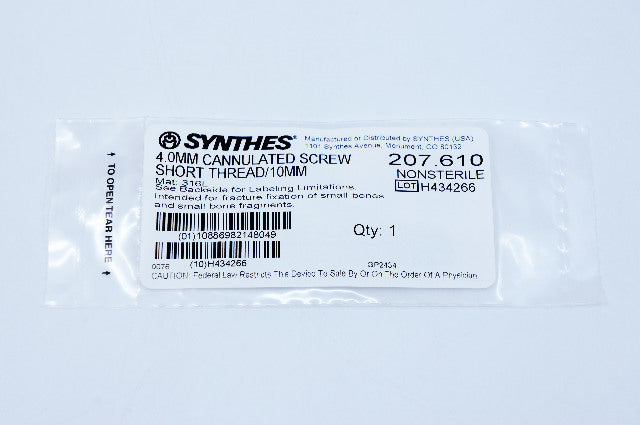 ↑ TO OPEN TEAR HERE ↑
SYNTHES®
Manufactured or Distributed by SYNTHES (USA)
1101 Synthes Avenue, Monument, CO 80132
4.0MM CANNULATED SCREW
SHORT THREAD/10MM
207.610
NONSTERILE
LOT H434266
Mat: 316L
See Backside for Labeling Limitations
Intended for fracture fixation of small bones
and small bone fragments.
(01)10886982148049
Qty: 1
(10)H434266
0076
GP2434
CAUTION: Federal Law Restricts This Device To Sale By Or On The Order Of A Physician